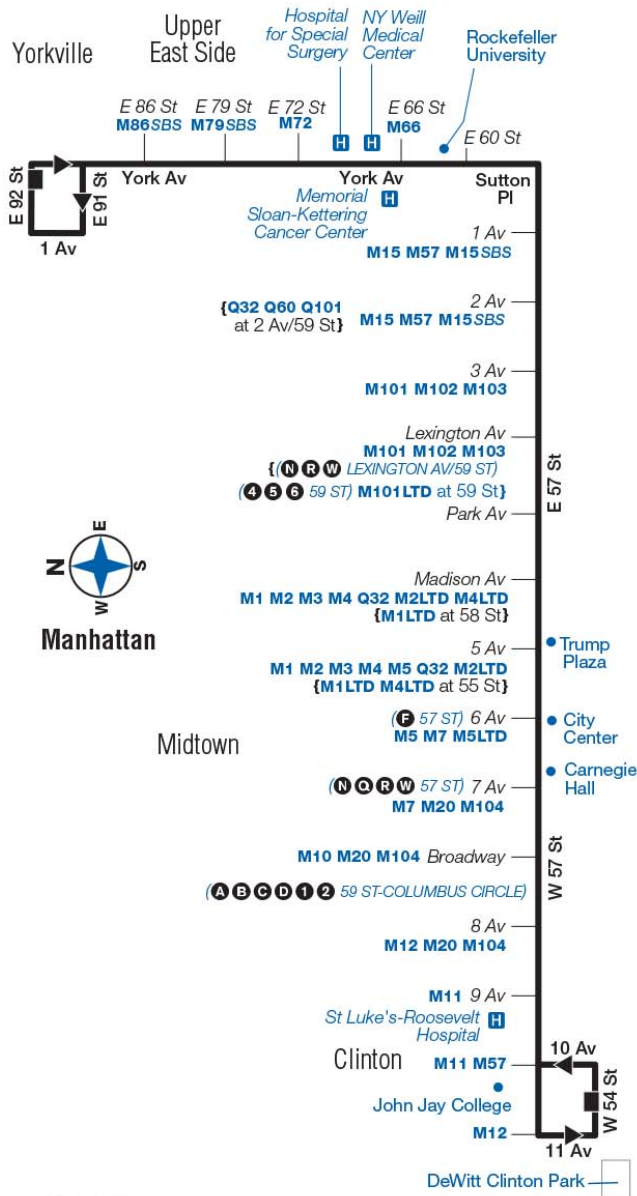 Yorkville
Upper
East Side
Hospital
for Special
Surgery
NY Weill
Medical
Center
Rockefeller
University
E 86 St
M86SBS
E 79 St
M79SBS
E 72 St
M72
H
H
E 66 St
M66
E 60 St
E 92 St
E 91 St
1 Av
York Av
York Av
Sutton
Pl
Memorial
Sloan-Kettering
Cancer Center
H
1 Av
M15 M57 M15SBS
2 Av
{Q32 Q60 Q101
at 2 Av/59 St}
M15 M57 M15SBS
3 Av
M101 M102 M103
Lexington Av
M101 M102 M103
{(N R W LEXINGTON AV/59 ST)
(4 5 6 59 ST) M101LTD at 59 St}
E 57 St
Park Av
N
E
S
W
Manhattan
Madison Av
M1 M2 M3 M4 Q32 M2LTD M4LTD
{M1LTD at 58 St}
5 Av
M1 M2 M3 M4 M5 Q32 M2LTD
{M1LTD M4LTD at 55 St}
Trump
Plaza
(F 57 ST) 6 Av
M5 M7 M5LTD
City
Center
Midtown
(N Q R W 57 ST) 7 Av
M7 M20 M104
Carnegie
Hall
M10 M20 M104 Broadway
(A B C D 1 2 59 ST-COLUMBUS CIRCLE)
W 57 St
8 Av
M12 M20 M104
M11 9 Av
St Luke's-Roosevelt
Hospital
H
Clinton
M11 M57
10 Av
W 54 St
John Jay College
M12
11 Av
DeWitt Clinton Park